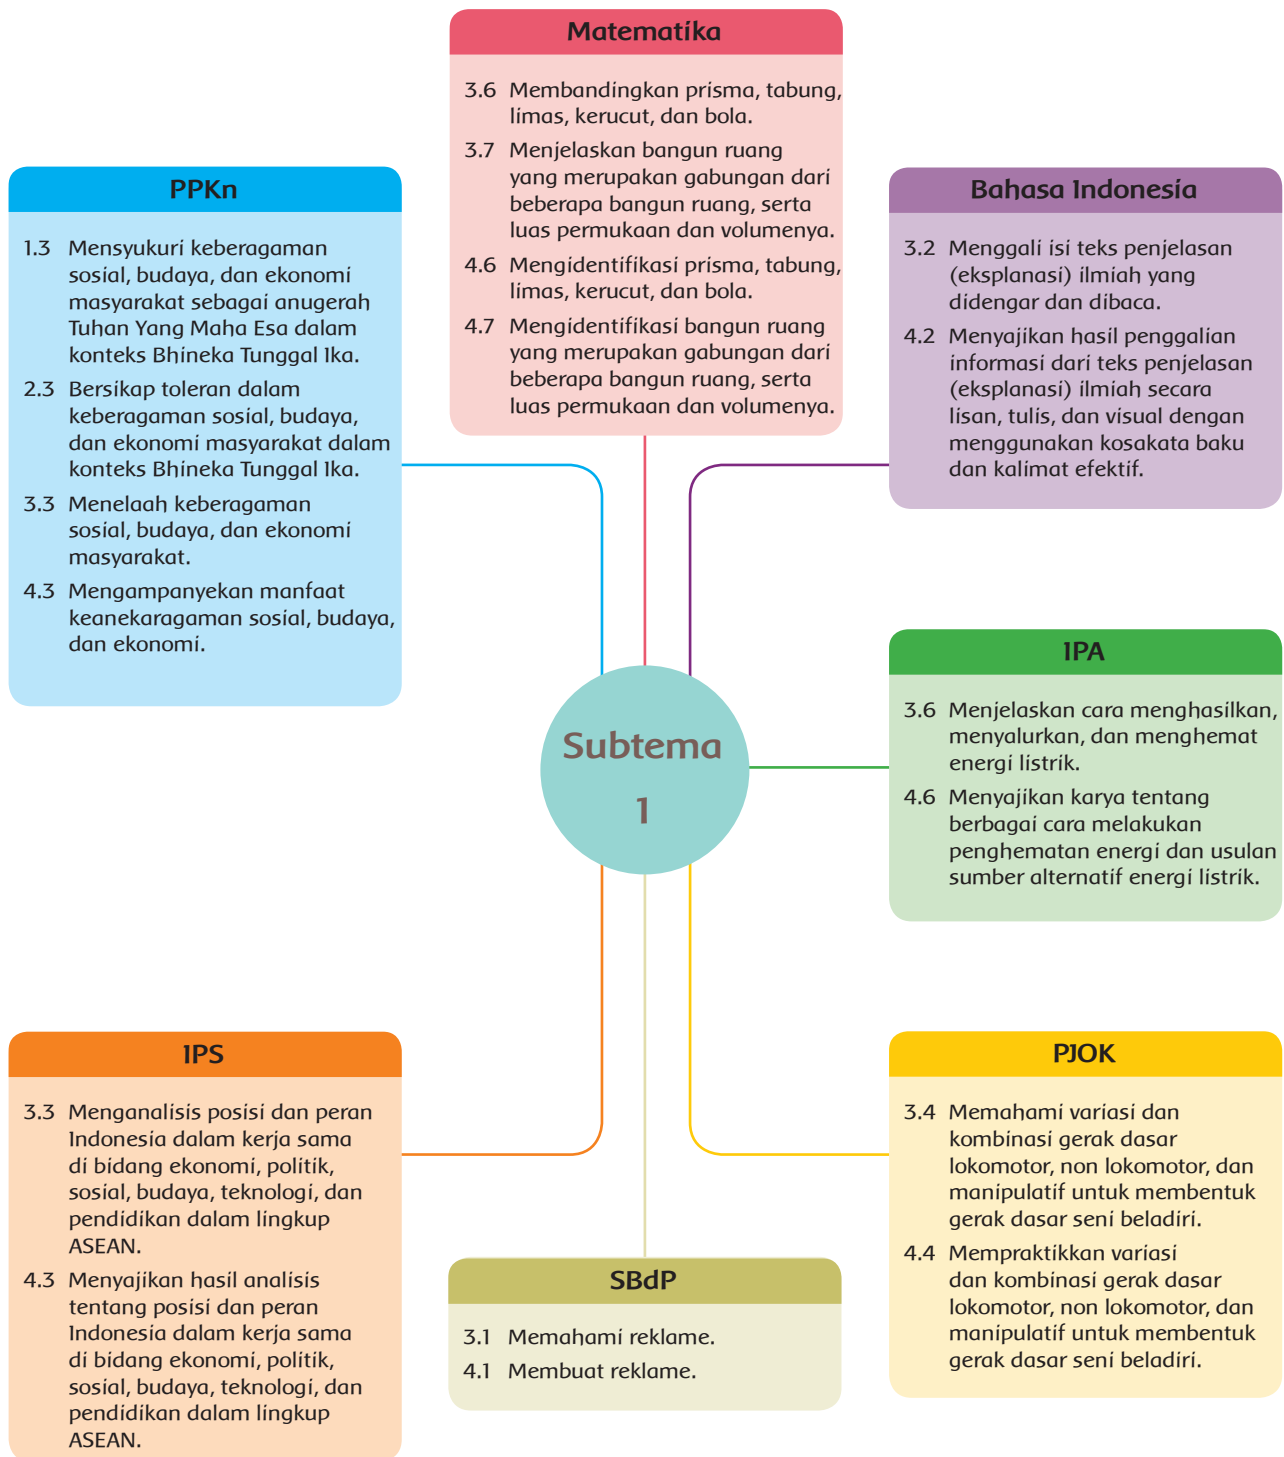 Matematika
3.6 Membandingkan prisma, tabung,
limas, kerucut, dan bola.
3.7 Menjelaskan bangun ruang
yang merupakan gabungan dari
beberapa bangun ruang, serta
luas permukaan dan volumenya.
4.6 Mengidentifikasi prisma, tabung,
limas, kerucut, dan bola.
4.7 Mengidentifikasi bangun ruang
yang merupakan gabungan dari
beberapa bangun ruang, serta
luas permukaan dan volumenya.
PPKn
1.3 Mensyukuri keberagaman
sosial, budaya, dan ekonomi
masyarakat sebagai anugerah
Tuhan Yang Maha Esa dalam
konteks Bhineka Tunggal Ika.
2.3 Bersikap toleran dalam
keberagaman sosial, budaya,
dan ekonomi masyarakat dalam
konteks Bhineka Tunggal Ika.
3.3 Menelaah keberagaman
sosial, budaya, dan ekonomi
masyarakat.
4.3 Mengampanyekan manfaat
keanekaragaman sosial, budaya,
dan ekonomi.
Bahasa Indonesia
3.2 Menggali isi teks penjelasan
(eksplanasi) ilmiah yang
didengar dan dibaca.
4.2 Menyajikan hasil penggalian
informasi dari teks penjelasan
(eksplanasi) ilmiah secara
lisan, tulis, dan visual dengan
menggunakan kosakata baku
dan kalimat efektif.
Subtema
1
IPA
3.6 Menjelaskan cara menghasilkan,
menyalurkan, dan menghemat
energi listrik.
4.6 Menyajikan karya tentang
berbagai cara melakukan
penghematan energi dan usulan
sumber alternatif energi listrik.
IPS
3.3 Menganalisis posisi dan peran
Indonesia dalam kerja sama
di bidang ekonomi, politik,
sosial, budaya, teknologi, dan
pendidikan dalam lingkup
ASEAN.
4.3 Menyajikan hasil analisis
tentang posisi dan peran
Indonesia dalam kerja sama
di bidang ekonomi, politik,
sosial, budaya, teknologi, dan
pendidikan dalam lingkup
ASEAN.
SBdP
3.1 Memahami reklame.
4.1 Membuat reklame.
PJOK
3.4 Memahami variasi dan
kombinasi gerak dasar
lokomotor, non lokomotor, dan
manipulatif untuk membentuk
gerak dasar seni beladiri.
4.4 Mempraktikkan variasi
dan kombinasi gerak dasar
lokomotor, non lokomotor, dan
manipulatif untuk membentuk
gerak dasar seni beladiri.